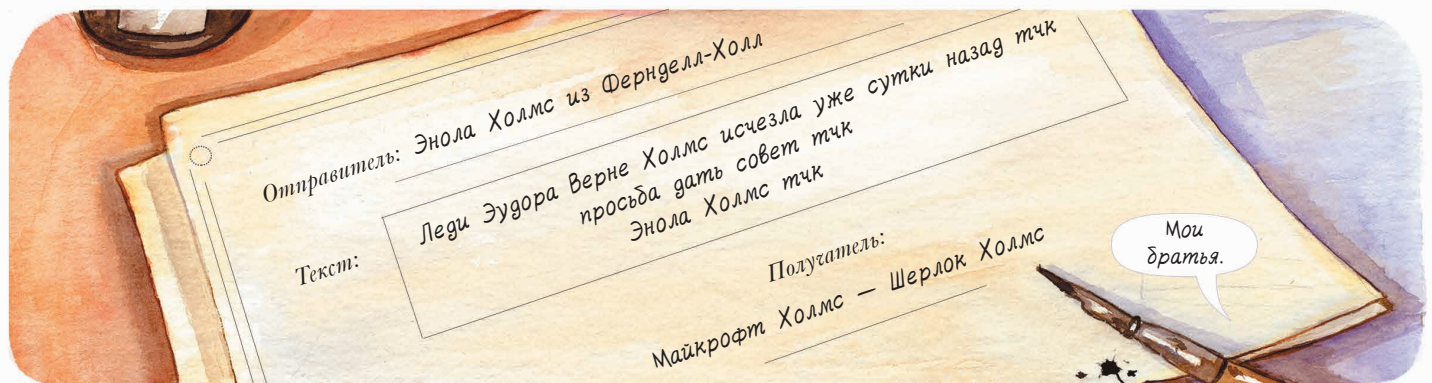 Отправитель: Энола Холмс из Фернделл-Холл
Текст:
Леди Эудора Верне Холмс исчезла уже сутки назад тчк
просьба дать совет тчк
Энола Холмс тчк
Получатель:
Майкрофт Холмс — Шерлок Холмс
Мои
братья.